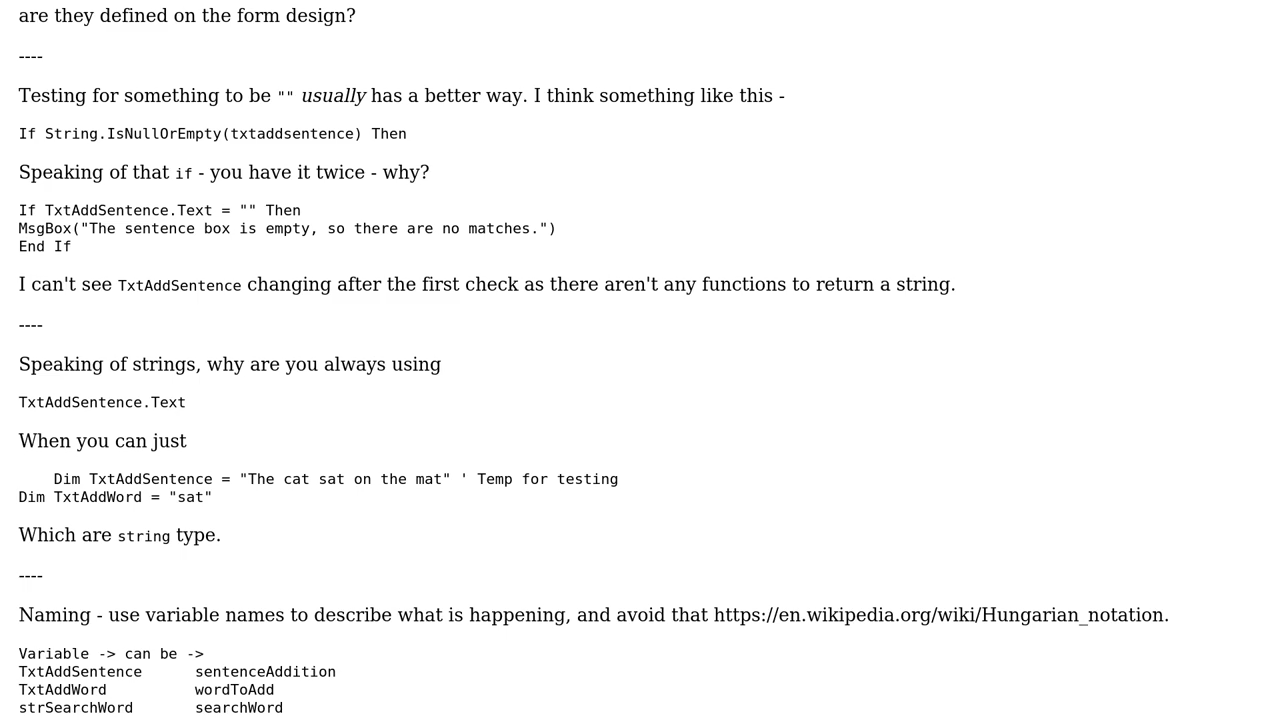 are they defined on the form design?
----
Testing for something to be "" usually has a better way. I think something like this -
If String.IsNullOrEmpty(txtaddsentence) Then
Speaking of that if - you have it twice - why?
If TxtAddSentence.Text = "" Then
MsgBox("The sentence box is empty, so there are no matches.")
End If
I can't see TxtAddSentence changing after the first check as there aren't any functions to return a string.
----
Speaking of strings, why are you always using
TxtAddSentence.Text
When you can just
    Dim TxtAddSentence = "The cat sat on the mat" ' Temp for testing
Dim TxtAddWord = "sat"
Which are string type.
----
Naming - use variable names to describe what is happening, and avoid that https://en.wikipedia.org/wiki/Hungarian_notation.
Variable -> can be ->
TxtAddSentence      sentenceAddition
TxtAddWord          wordToAdd
strSearchWord       searchWord